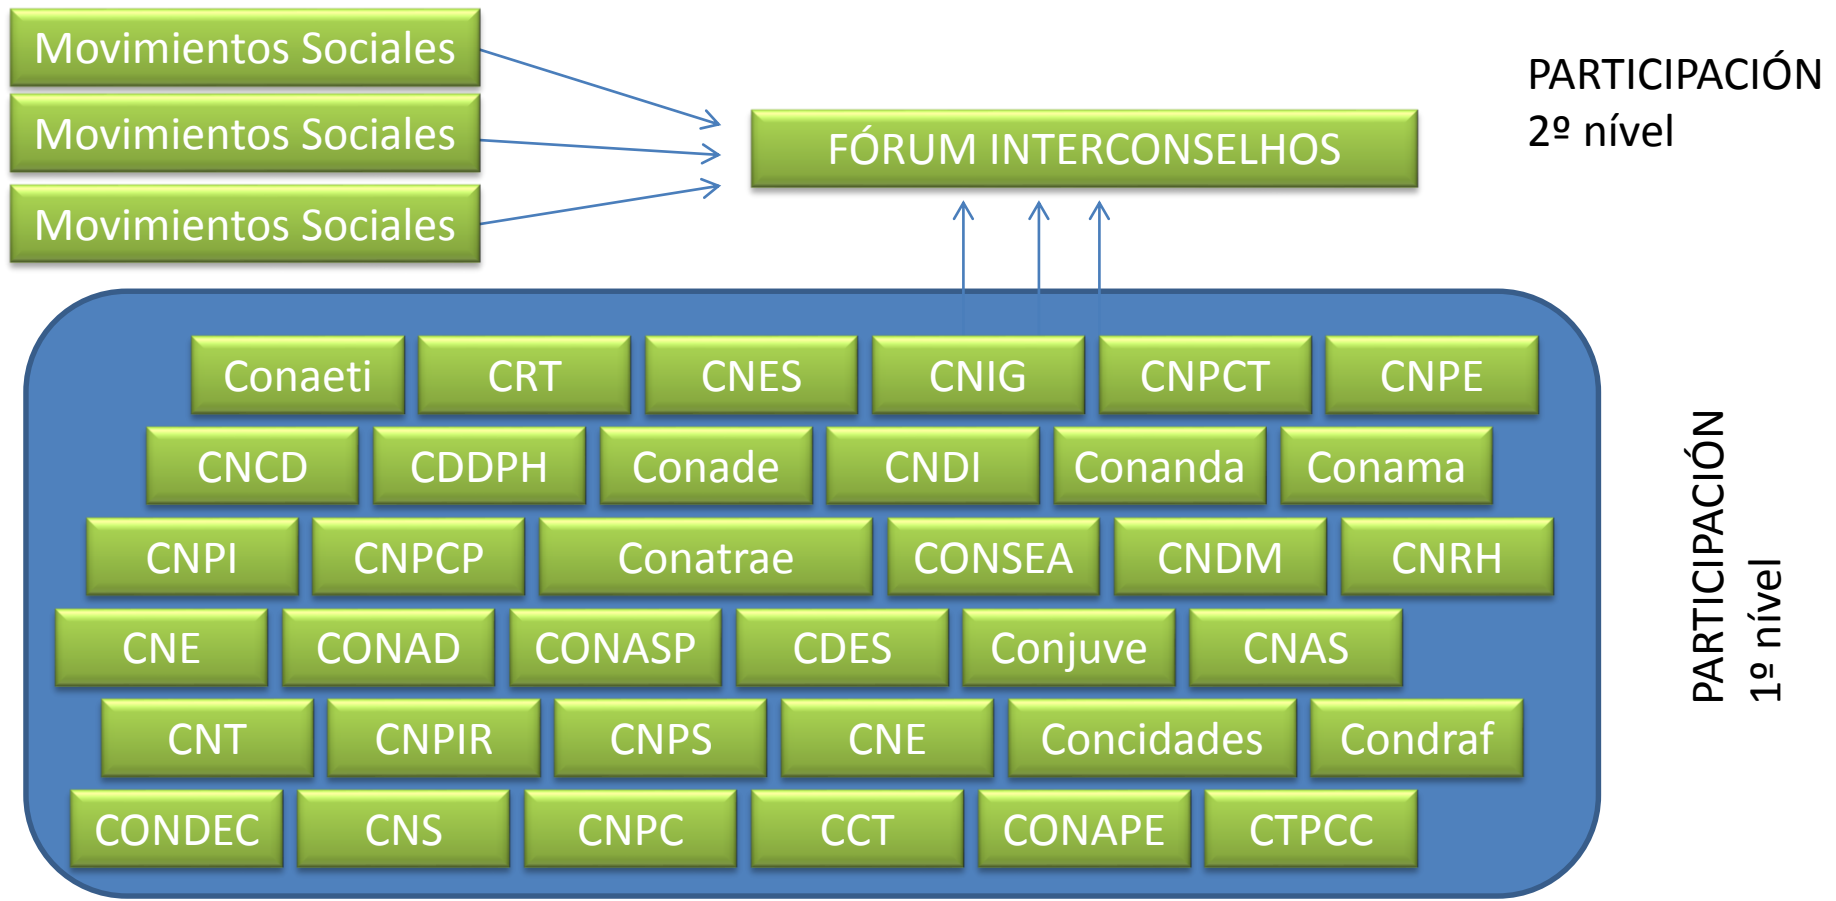 Movimientos Sociales
Movimientos Sociales
Movimientos Sociales
FÓRUM INTERCONSELHOS
PARTICIPACIÓN
2º nível
Conaeti CRT CNES CNIG CNPCT CNPE
CNCD CDDPH Conade CNDI Conanda Conama
CNPI CNPCP Conatrae CONSEA CNDM CNRH
CNE CONAD CONASP CDES Conjuve CNAS
CNT CNPIR CNPS CNE Concidades Condraf
CONDEC CNS CNPC CCT CONAPE CTPCC
PARTICIPACIÓN
1º nível